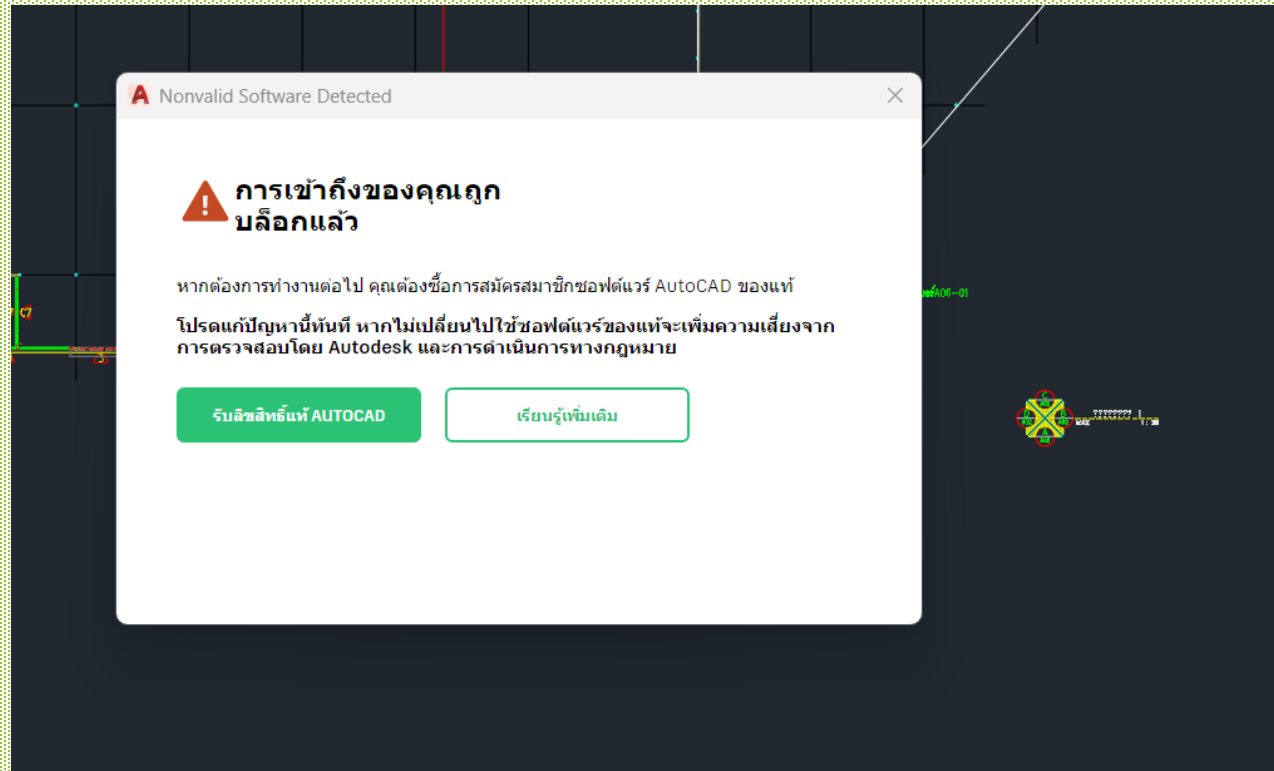 Nonvalid Software Detected
การเข้าถึงของคุณถูก
บล็อกแล้ว
หากต้องการทำงานต่อไป คุณต้องซื้อการสมัครสมาชิกซอฟต์แวร์ AutoCAD ของแท้
โปรดแก้ปัญหานี้ทันที หากไม่เปลี่ยนไปใช้ซอฟต์แวร์ของแท้จะเพิ่มความเสี่ยงจาก
การตรวจสอบโดย Autodesk และการดำเนินการทางกฎหมาย
รับลิขสิทธิ์แท้ AUTOCAD
เรียนรู้เพิ่มเติม
A06-01
C7
???????? 1